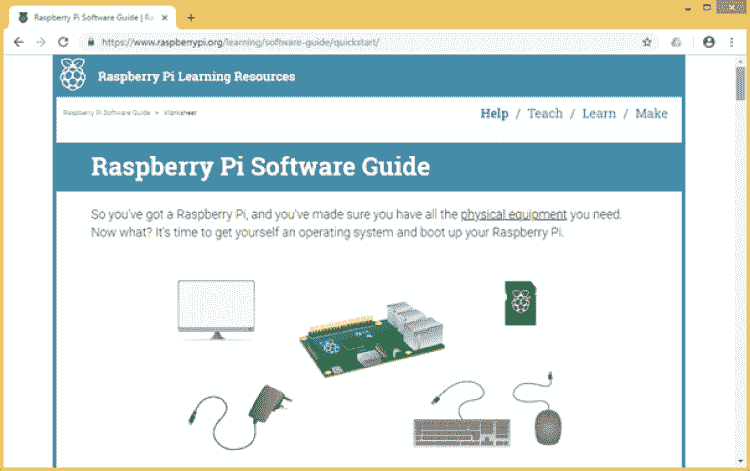 Raspberry Pi Software Guide | Ra
https://www.raspberrypi.org/learning/software-guide/quickstart/
Raspberry Pi Learning Resources
Raspberry Pi Software Guide > Worksheet
Help / Teach / Learn / Make
Raspberry Pi Software Guide
So you've got a Raspberry Pi, and you've made sure you have all the physical equipment you need.
Now what? It's time to get yourself an operating system and boot up your Raspberry Pi.